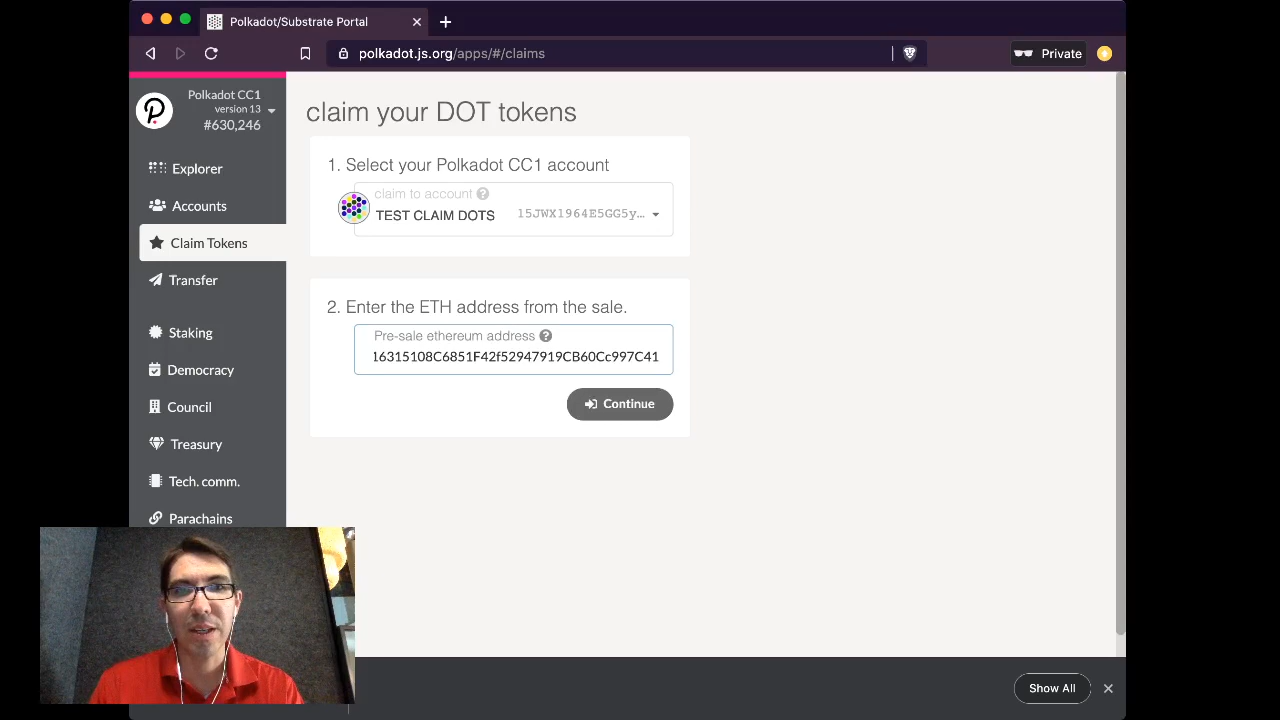 Polkadot/Substrate Portal
polkadot.js.org/apps/#/claims
Private
Polkadot CC1
version 13
#630,246
Explorer
Accounts
Claim Tokens
Transfer
Staking
Democracy
Council
Treasury
Tech. comm.
Parachains
claim your DOT tokens
1. Select your Polkadot CC1 account
claim to account
TEST CLAIM DOTS 15JWX1964E5GG5y...
2. Enter the ETH address from the sale.
Pre-sale ethereum address
16315108C6851F42f52947919CB60Cc997C41
Continue
Show All